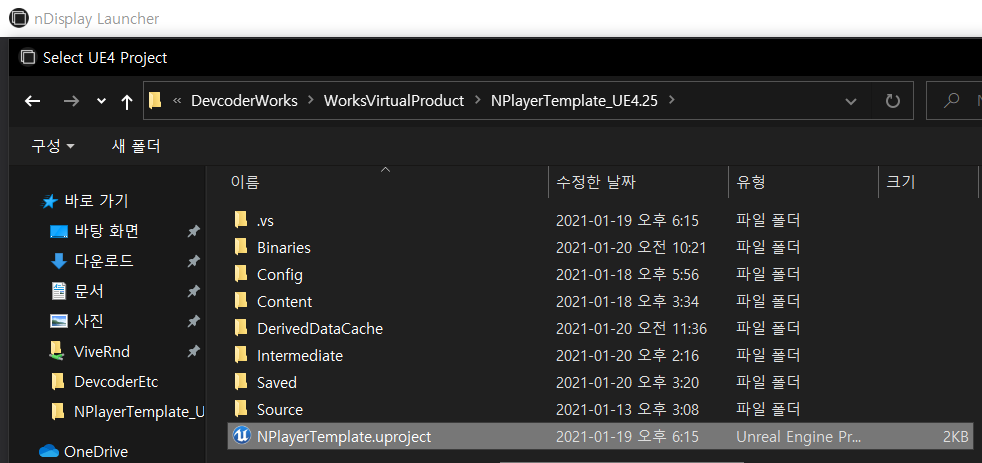 nDisplay Launcher
Select UE4 Project
« DevcoderWorks > WorksVirtualProduct > NPlayerTemplate_UE4.25 >
구성 새 폴더
이름 수정한 날짜 유형 크기
바로 가기
바탕 화면
다운로드
문서
사진
ViveRnd
DevcoderEtc
NPlayerTemplate_U
OneDrive
.vs 2021-01-19 오후 6:15 파일 폴더
Binaries 2021-01-20 오전 10:21 파일 폴더
Config 2021-01-18 오후 5:56 파일 폴더
Content 2021-01-18 오후 3:34 파일 폴더
DerivedDataCache 2021-01-20 오전 11:36 파일 폴더
Intermediate 2021-01-20 오후 2:16 파일 폴더
Saved 2021-01-20 오후 3:20 파일 폴더
Source 2021-01-13 오후 3:08 파일 폴더
NPlayerTemplate.uproject 2021-01-19 오후 6:15 Unreal Engine Pr... 2KB